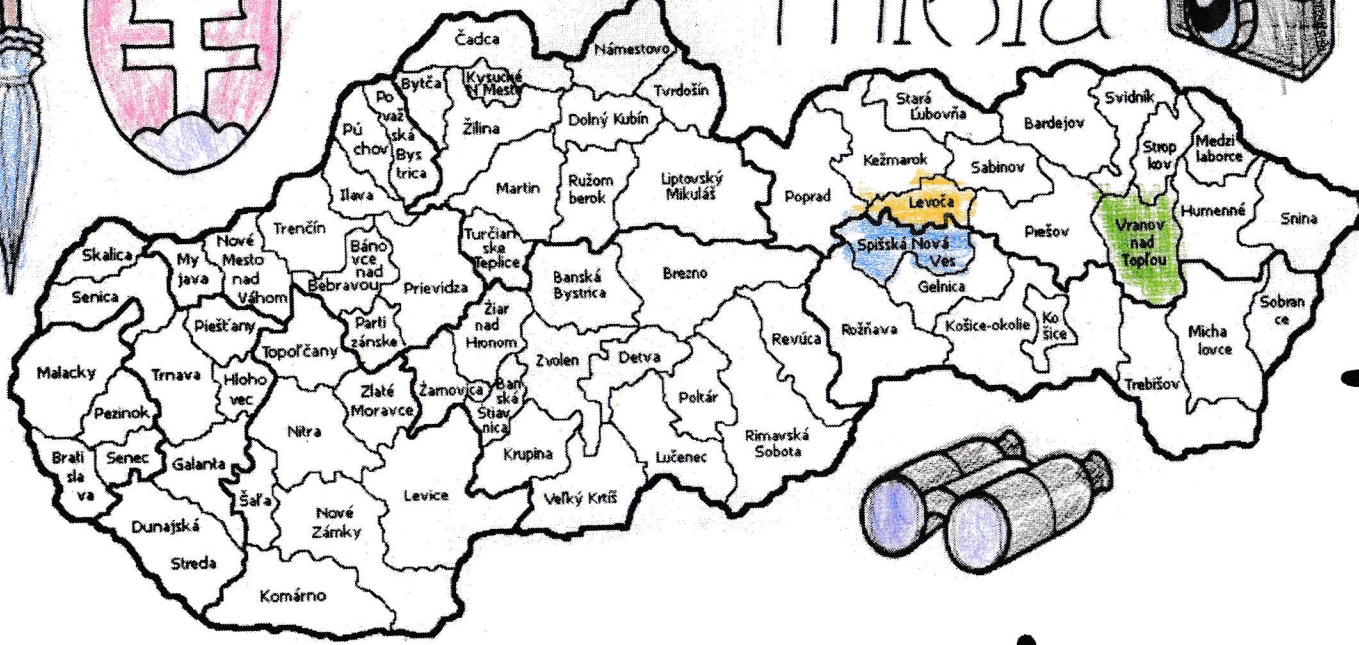 misia
Čadca
Námestovo
Bytča
Kysucké
N Mesto
Tvrdošín
Po
važ
ská
Bys
trica
Pú
chov
Žilina
Dolný Kubín
Ilava
Martin
Ružom
berok
Liptovský
Mikuláš
Stará
Ľubovňa
Bardejov
Svidník
Strop
kov
Medzi
laborce
Kežmarok
Sabinov
Poprad
Levoča
Prešov
Vranov
nad
Topľou
Humenné
Snina
Spišská Nová
Ves
Gelnica
Skalica
My
java
Nové
Mesto
nad
Váhom
Trenčín
Báno
vce
nad
Bebravou
Prievidza
Turčian
ske
Teplice
Banská
Bystrica
Brezno
Senica
Piešťany
Topoľčany
Parti
zánske
Žiar
nad
Hronom
Zvolen
Detva
Revúca
Rožňava
Košice-okolie
Ko
šice
Micha
lovce
Sobran
ce
Malacky
Trnava
Hloho
vec
Zlaté
Moravce
Žarnovica
Ban
ská
Štiav
nica
Poltár
Trebišov
Pezinok
Nitra
Krupina
Lučenec
Rimavská
Sobota
Brati
sla
va
Senec
Galanta
Šaľa
Levice
Veľký Krtíš
Dunajská
Streda
Nové
Zámky
Komárno